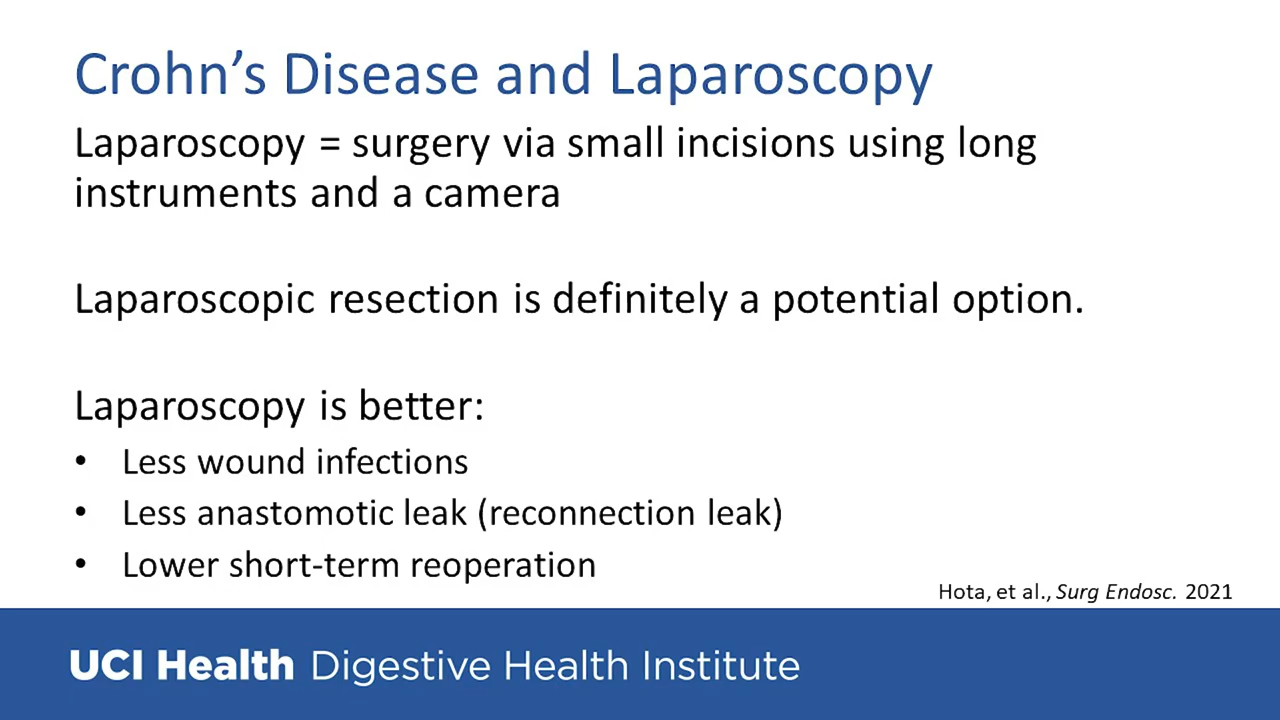 Crohn’s Disease and Laparoscopy
Laparoscopy = surgery via small incisions using long
instruments and a camera
Laparoscopic resection is definitely a potential option.
Laparoscopy is better:
• Less wound infections
• Less anastomotic leak (reconnection leak)
• Lower short-term reoperation
Hota, et al., Surg Endosc. 2021
UCI Health Digestive Health Institute